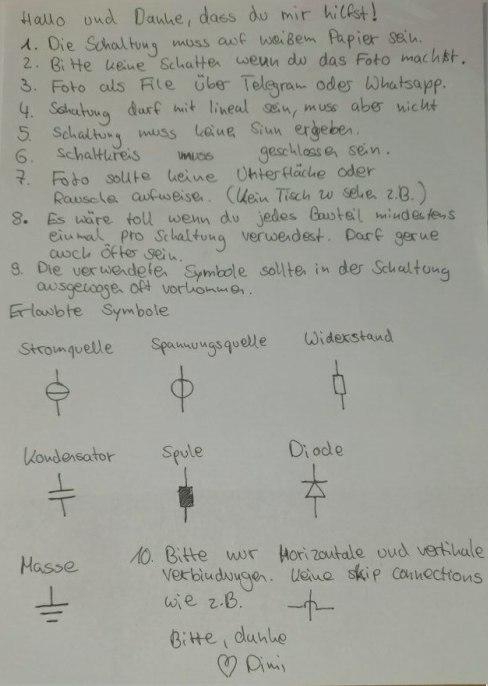 Hallo und Danke, dass du mir hilfst!
1. Die Schaltung muss auf weißem Papier sein.
2. Bitte keine Schatten wenn du das Foto machst.
3. Foto als File über Telegram oder Whatsapp.
4. Schatung darf mit lineal sein, muss aber nicht
5. Schaltung muss keine Sinn ergeben.
6. Schaltkreis muss geschlossen sein.
7. Foto sollte keine Unterfläche oder
Rauschen aufweisen. (Kein Tisch zu sehen z.B.)
8. Es wäre toll wenn du jedes Bauteil mindestens
einmal pro Schaltung verwendest. Darf gerne
auch öfter sein.
9. Die verwendeten Symbole sollten in der Schaltung
ausgewogen oft vorkommen.
Erlaubte Symbole
Stromquelle Spannungsquelle Widerstand
Kondensator Spule Diode
Masse
10. Bitte nur Horizontale und vertikale
Verbindungen. Keine skip connections
wie z.B.
Bitte, danke
♡ Dimi